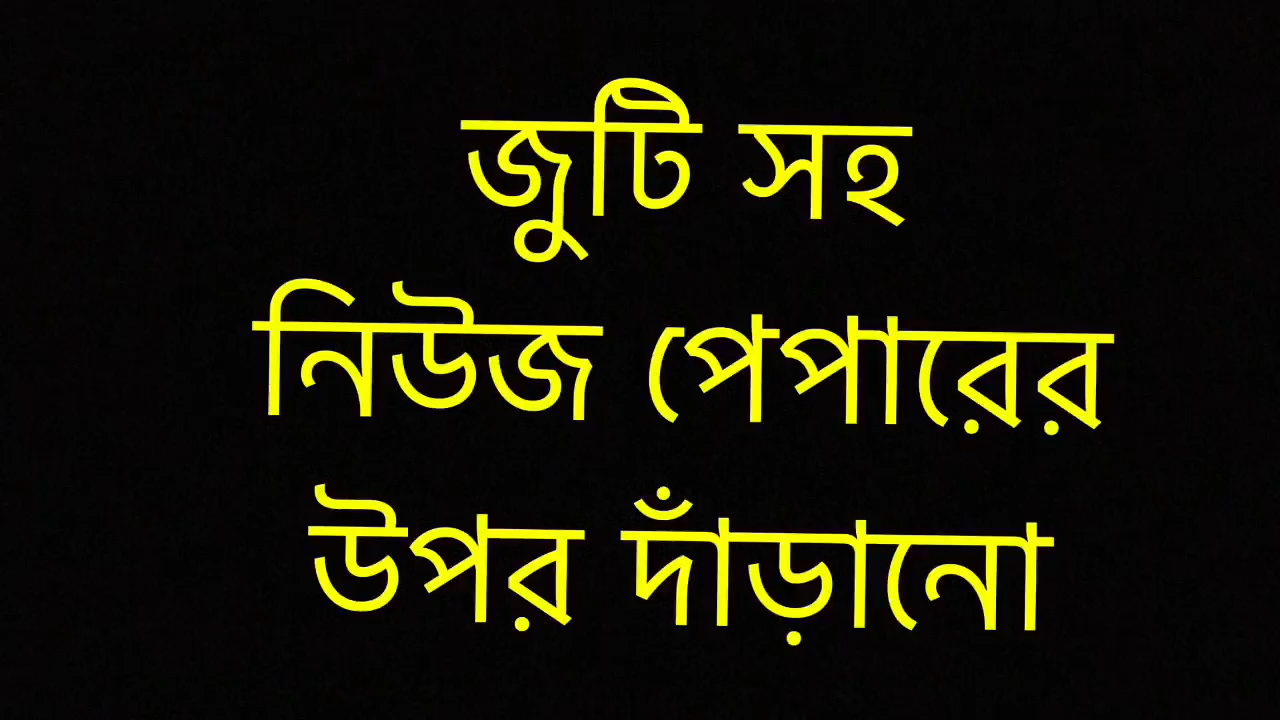 জুটি সহ
নিউজ পেপারের
উপর দাঁড়ানো